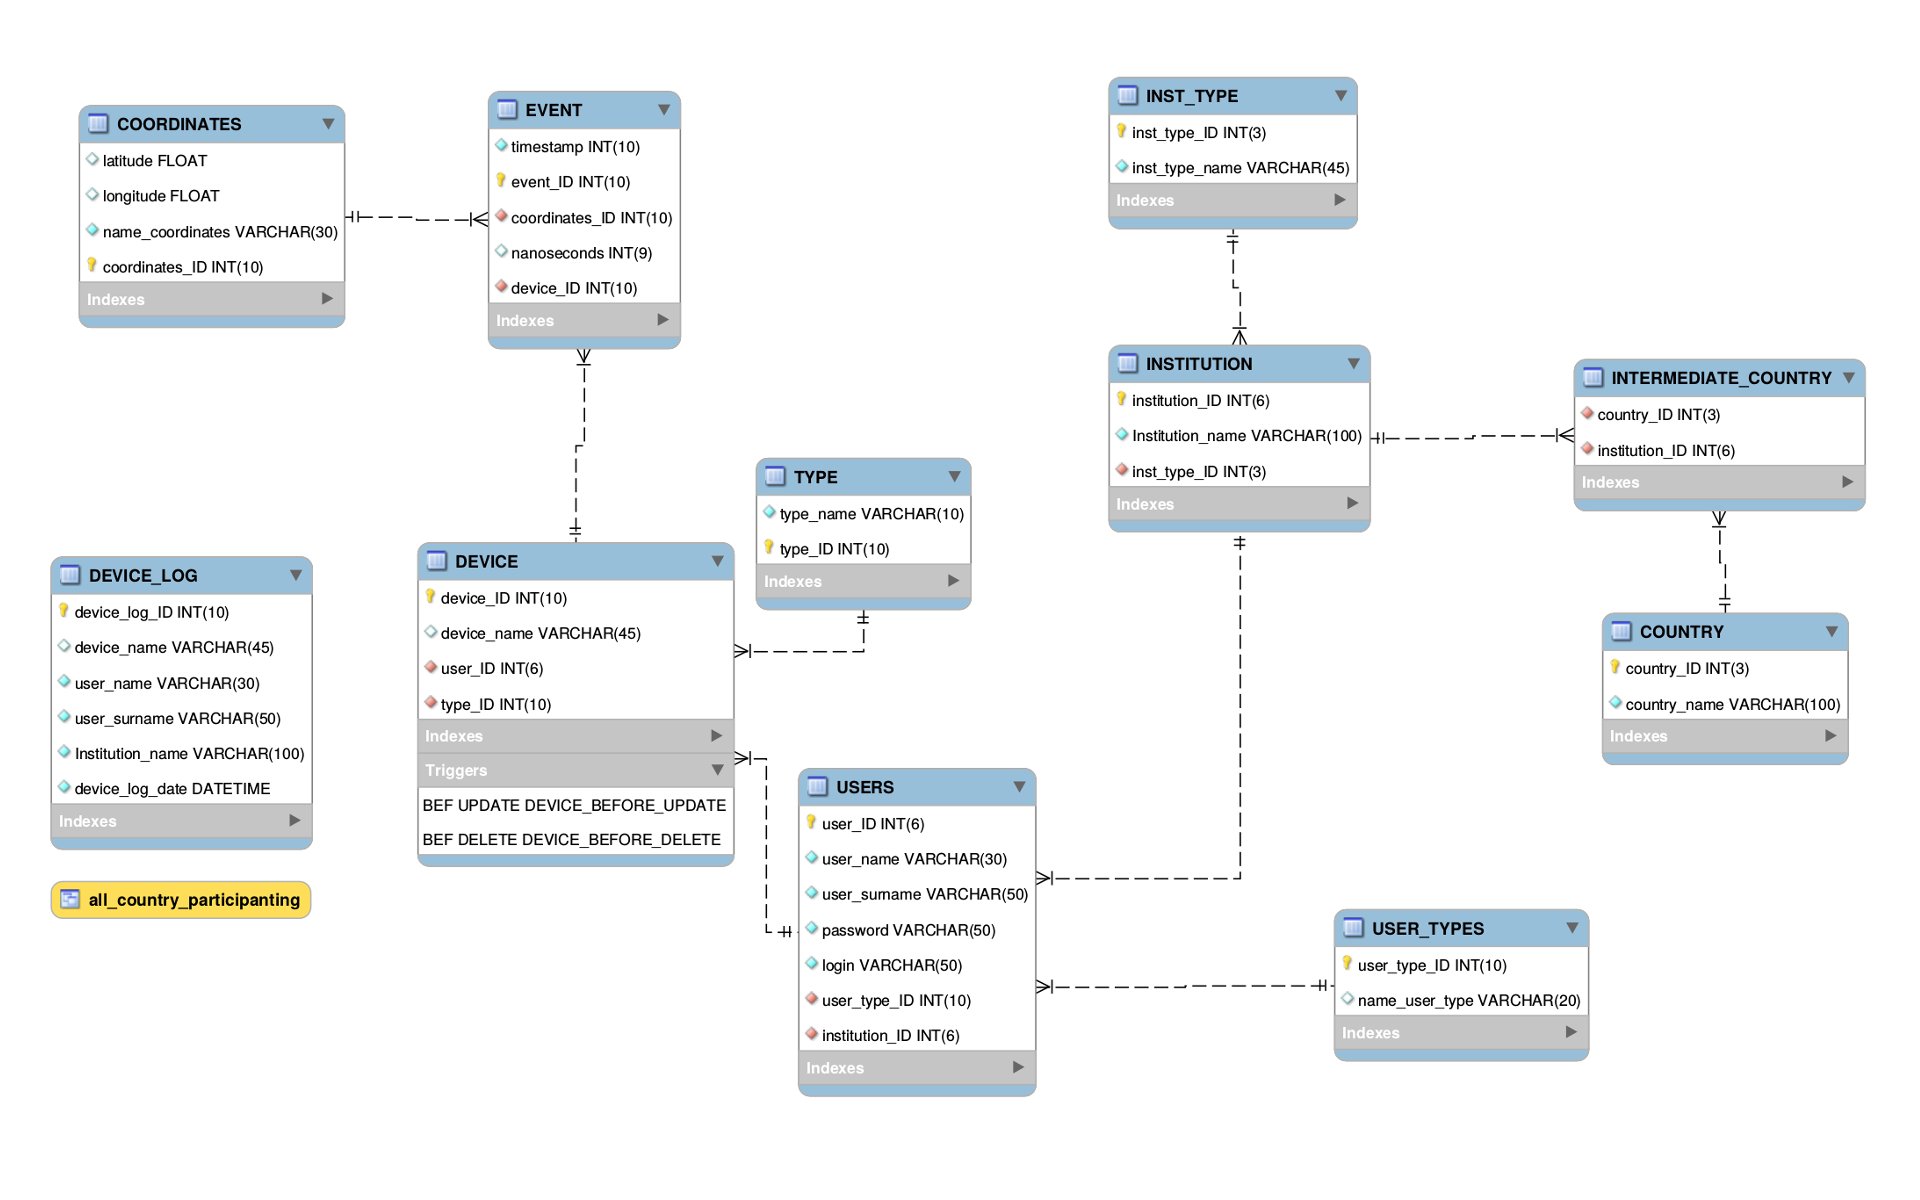 COORDINATES
latitude FLOAT
longitude FLOAT
name_coordinates VARCHAR(30)
coordinates_ID INT(10)
Indexes
EVENT
timestamp INT(10)
event_ID INT(10)
coordinates_ID INT(10)
nanoseconds INT(9)
device_ID INT(10)
Indexes
INST_TYPE
inst_type_ID INT(3)
inst_type_name VARCHAR(45)
Indexes
INSTITUTION
institution_ID INT(6)
Institution_name VARCHAR(100)
inst_type_ID INT(3)
Indexes
INTERMEDIATE_COUNTRY
country_ID INT(3)
institution_ID INT(6)
Indexes
TYPE
type_name VARCHAR(10)
type_ID INT(10)
Indexes
DEVICE_LOG
device_log_ID INT(10)
device_name VARCHAR(45)
user_name VARCHAR(30)
user_surname VARCHAR(50)
Institution_name VARCHAR(100)
device_log_date DATETIME
Indexes
all_country_participanting
DEVICE
device_ID INT(10)
device_name VARCHAR(45)
user_ID INT(6)
type_ID INT(10)
Indexes
Triggers
BEF UPDATE DEVICE_BEFORE_UPDATE
BEF DELETE DEVICE_BEFORE_DELETE
COUNTRY
country_ID INT(3)
country_name VARCHAR(100)
Indexes
USERS
user_ID INT(6)
user_name VARCHAR(30)
user_surname VARCHAR(50)
password VARCHAR(50)
login VARCHAR(50)
user_type_ID INT(10)
institution_ID INT(6)
Indexes
USER_TYPES
user_type_ID INT(10)
name_user_type VARCHAR(20)
Indexes